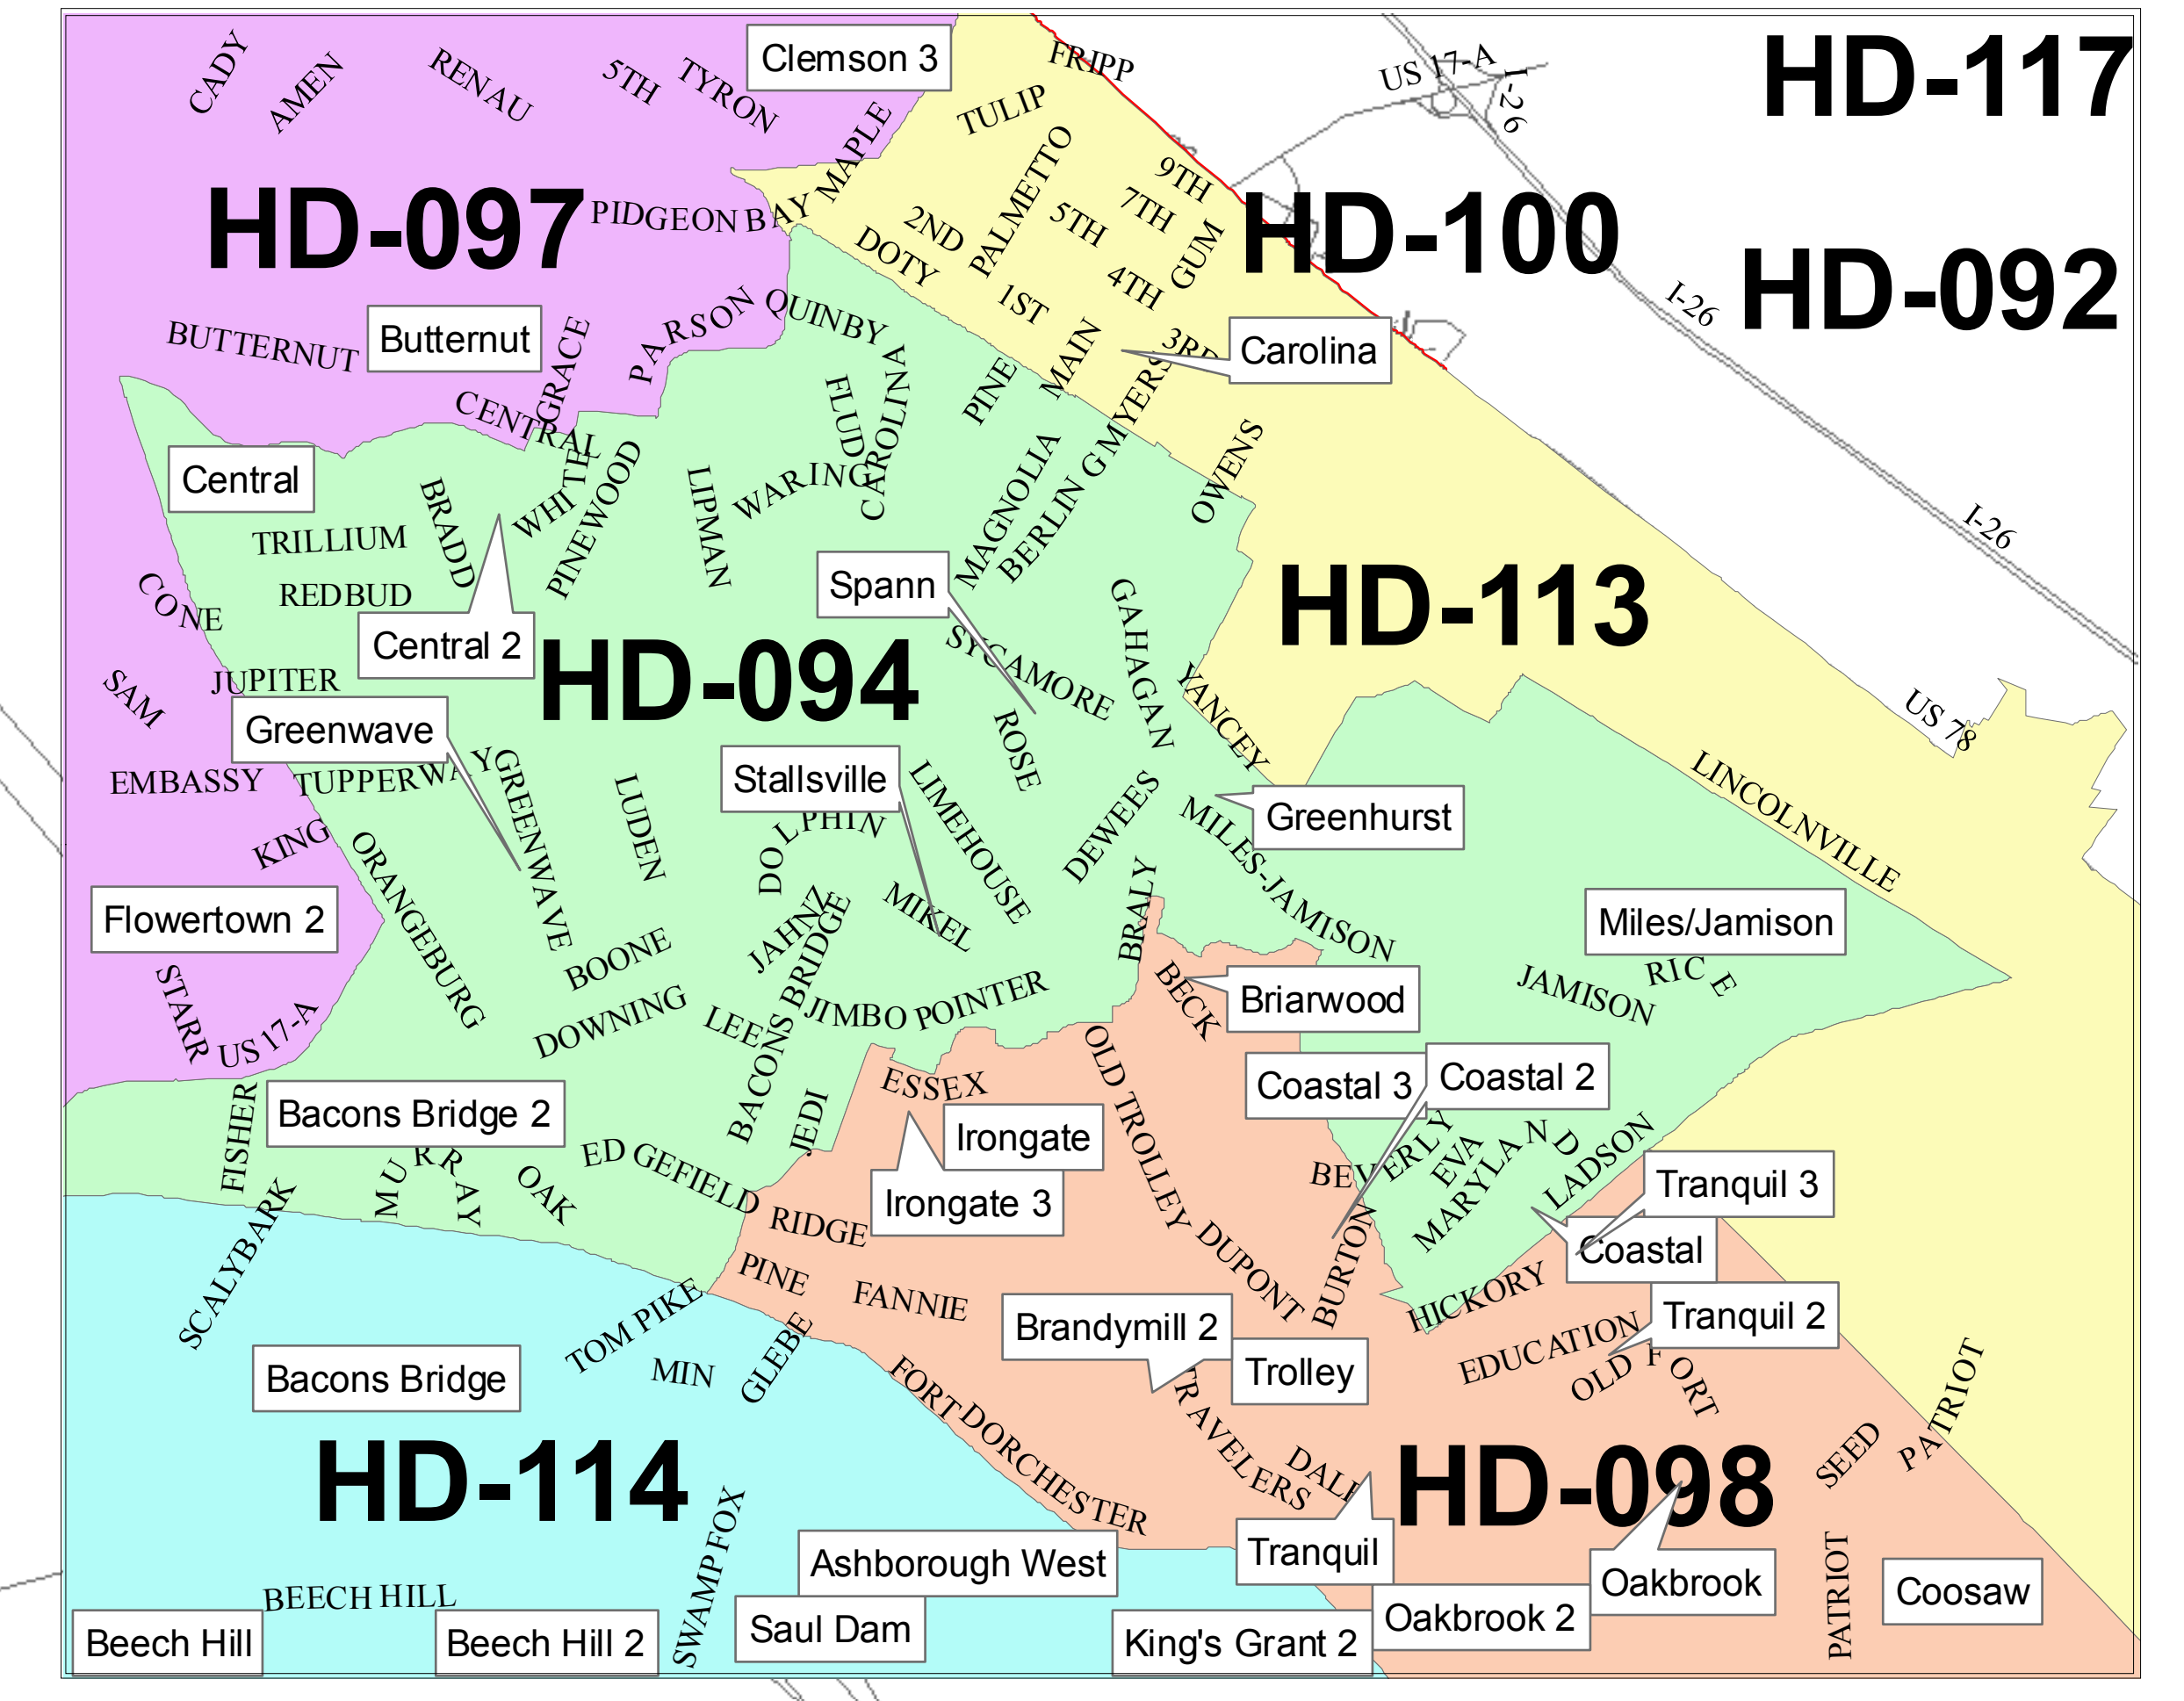 Clemson 3
CADY
AMEN
RENAU
5TH
TYRON
MAPLE
FRIPP
TULIP
US 17-A
I-26
HD-117
HD-097
PIDGEON BAY
PALMETTO
9TH
7TH
5TH
2ND
DOTY
GUM
4TH
1ST
HD-100
HD-092
I-26
BUTTERNUT
Butternut
GRACE
PARSON
QUINBY
MAIN
3RD
Carolina
CENTRAL
FLUD
CAROLINA
PINE
MYERS
Central
BRADD
WHITE
PINEWOOD
LIPMAN
WARING
MAGNOLIA
BERLIN G MYERS
OWENS
I-26
TRILLIUM
REDBUD
CONE
Central 2
Spann
GAHAGAN
HD-113
SYCAMORE
HD-094
SAM
JUPITER
Greenwave
ROSE
YANCEY
US 78
EMBASSY
TUPPERWAY
GREENWAVE
LUDEN
Stallsville
LIMEHOUSE
DEWEES
Greenhurst
LINCOLNVILLE
KING
ORANGEBURG
DOLPHIN
MILES-JAMISON
Flowertown 2
JAHNZ
MIKEL
BRALY
Miles/Jamison
BOONE
BACONS BRIDGE
STARR
US 17-A
DOWNING
LEE
JIMBO
POINTER
BECK
Briarwood
JAMISON
RICE
FISHER
Bacons Bridge 2
JEDI
ESSEX
OLD TROLLEY
Coastal 3
Coastal 2
Irongate
Irongate 3
BEVERLY
EVA
MARYLAND
LADSON
Tranquil 3
MURRAY
OAK
EDGEFIELD
RIDGE
SCALYBARK
DUPONT
BURTON
Coastal
PINE
FANNIE
HICKORY
TOM PIKE
MIN
GLEBE
Brandymill 2
Trolley
Tranquil 2
EDUCATION
OLD FORT
Bacons Bridge
FORT DORCHESTER
TRAVELERS
DALE
PATRIOT
SEED
HD-114
HD-098
SWAMP FOX
Ashborough West
Tranquil
Oakbrook
PATRIOT
Coosaw
BEECH HILL
Beech Hill
Beech Hill 2
Saul Dam
King's Grant 2
Oakbrook 2